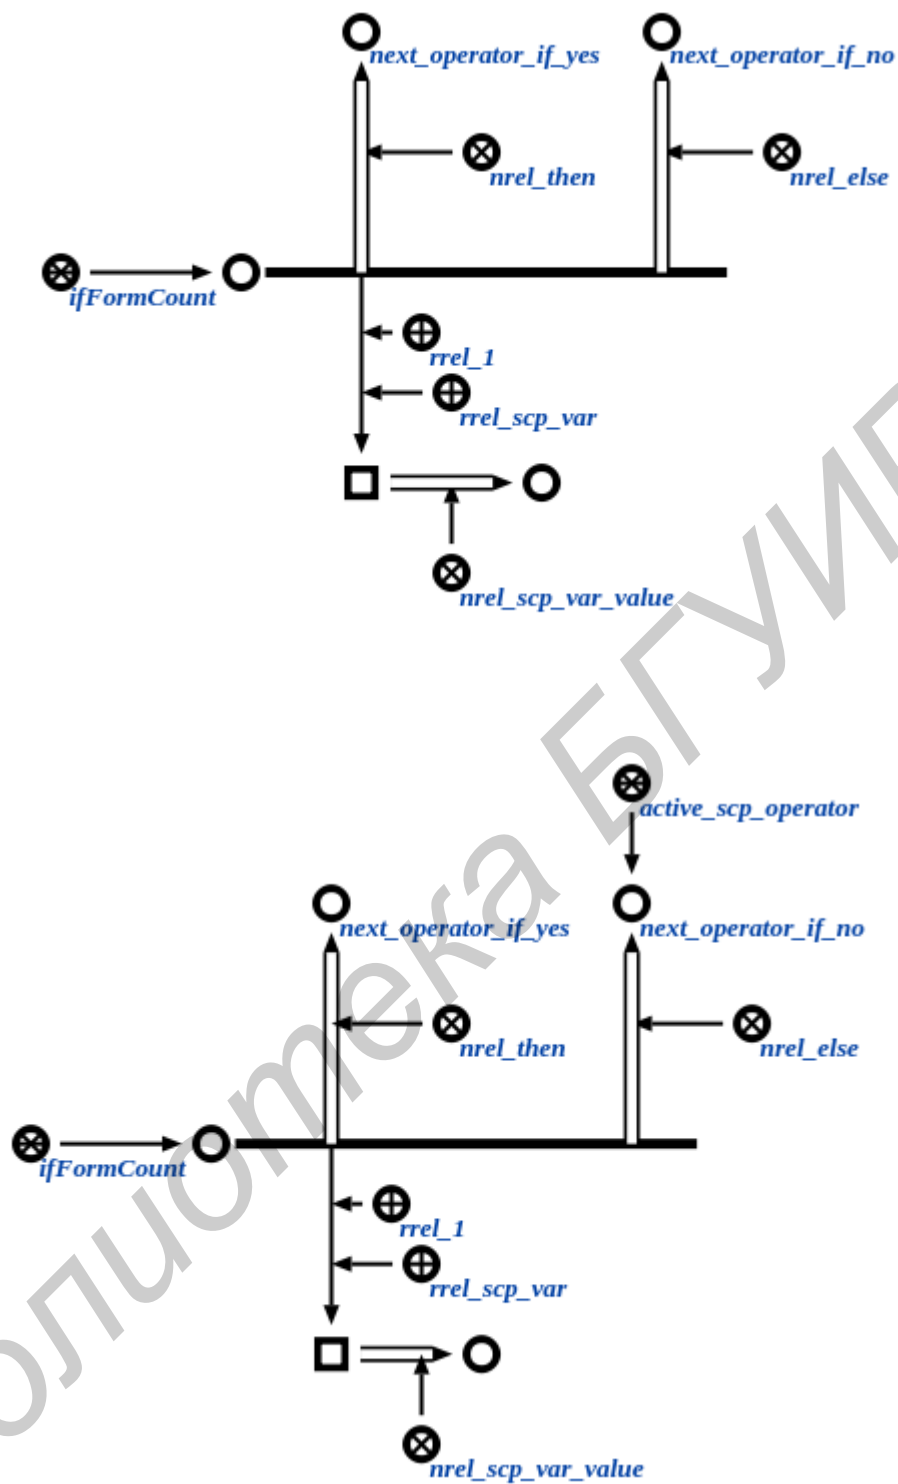 next_operator_if_yes
next_operator_if_no
nrel_then
nrel_else
ifFormCount
rrel_1
rrel_scp_var
nrel_scp_var_value
active_scp_operator
next_operator_if_yes
next_operator_if_no
nrel_then
nrel_else
ifFormCount
rrel_1
rrel_scp_var
nrel_scp_var_value